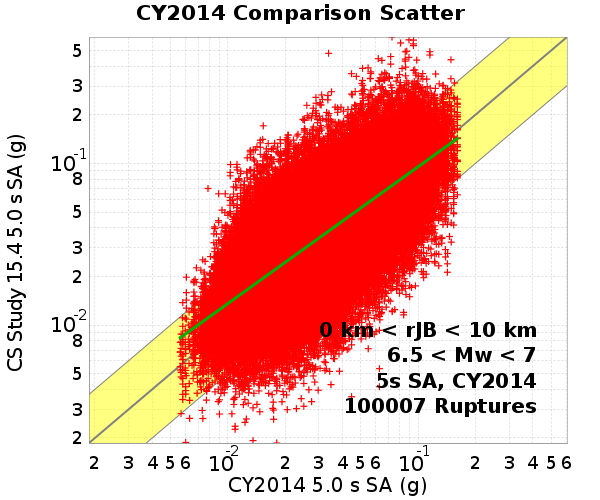 CY2014 Comparison Scatter
CS Study 15.4 5.0 s SA (g)
5
3
2
10-1
8
5
3
2
10-2
8
5
3
2
0 km < rJB < 10 km
6.5 < Mw < 7
5s SA, CY2014
100007 Ruptures
2 3 4 5 6 10-2 2 3 4 5 6 10-1 2 3 4 5 6
CY2014 5.0 s SA (g)